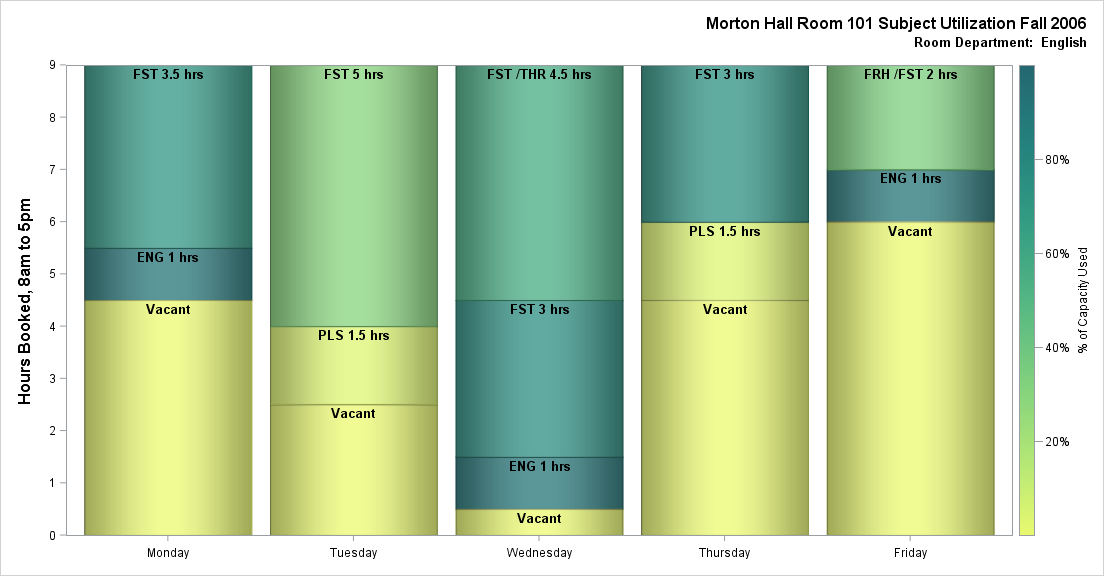 Morton Hall Room 101 Subject Utilization Fall 2006
Room Department:  English
Hours Booked, 8am to 5pm
9
8
7
6
5
4
3
2
1
0
FST 3.5 hrs
ENG 1 hrs
Vacant
FST 5 hrs
PLS 1.5 hrs
Vacant
FST /THR 4.5 hrs
FST 3 hrs
ENG 1 hrs
Vacant
FST 3 hrs
PLS 1.5 hrs
Vacant
FRH /FST 2 hrs
ENG 1 hrs
Vacant
Monday
Tuesday
Wednesday
Thursday
Friday
80%
60%
40%
20%
% of Capacity Used